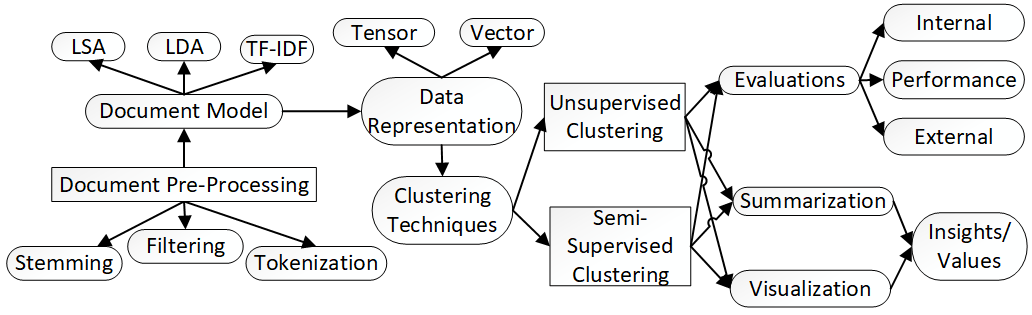 LSA
LDA
TF-IDF
Document Model
Document Pre-Processing
Stemming
Filtering
Tokenization
Tensor
Vector
Data
Representation
Clustering
Techniques
Unsupervised
Clustering
Semi-
Supervised
Clustering
Evaluations
Summarization
Visualization
Internal
Performance
External
Insights/
Values